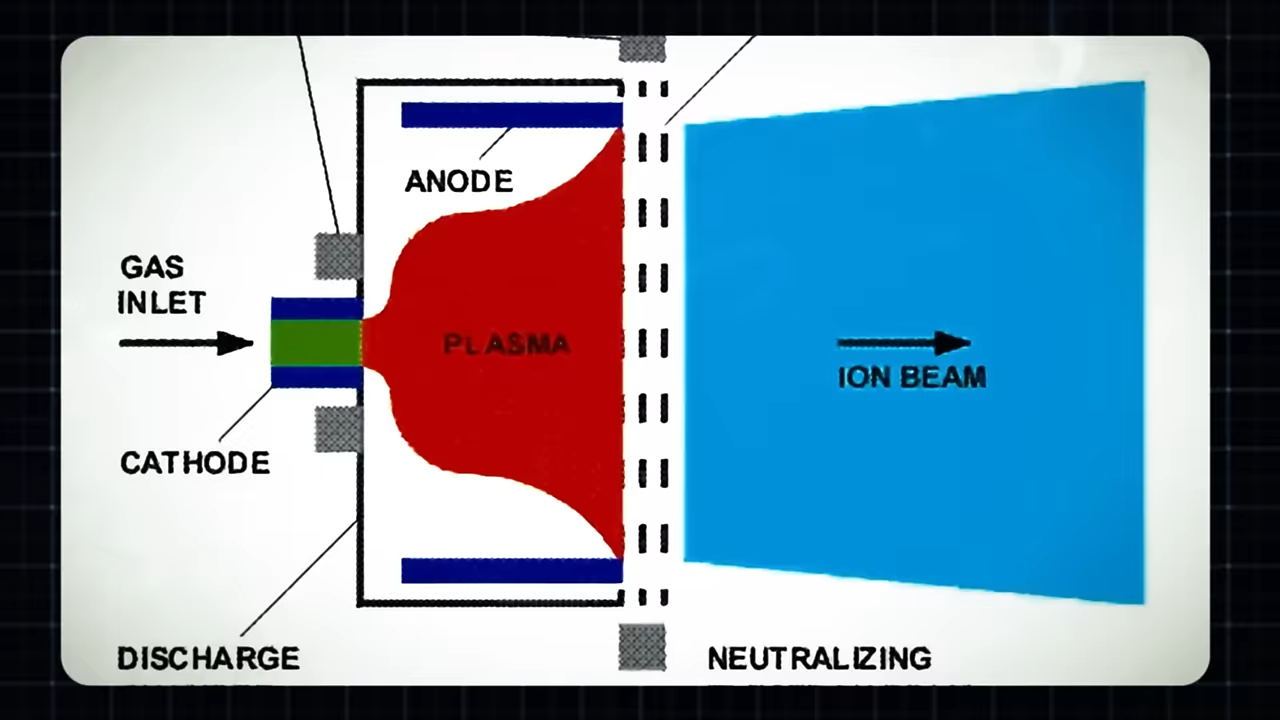 ANODE
GAS
INLET
PLASMA
ION BEAM
CATHODE
DISCHARGE
NEUTRALIZING